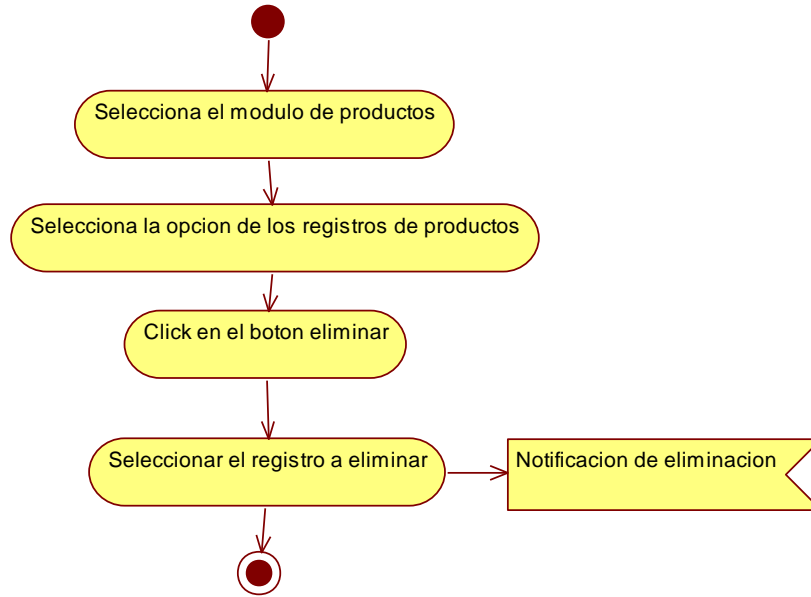 Selecciona el modulo de productos
Selecciona la opcion de los registros de productos
Click en el boton eliminar
Seleccionar el registro a eliminar
Notificacion de eliminacion